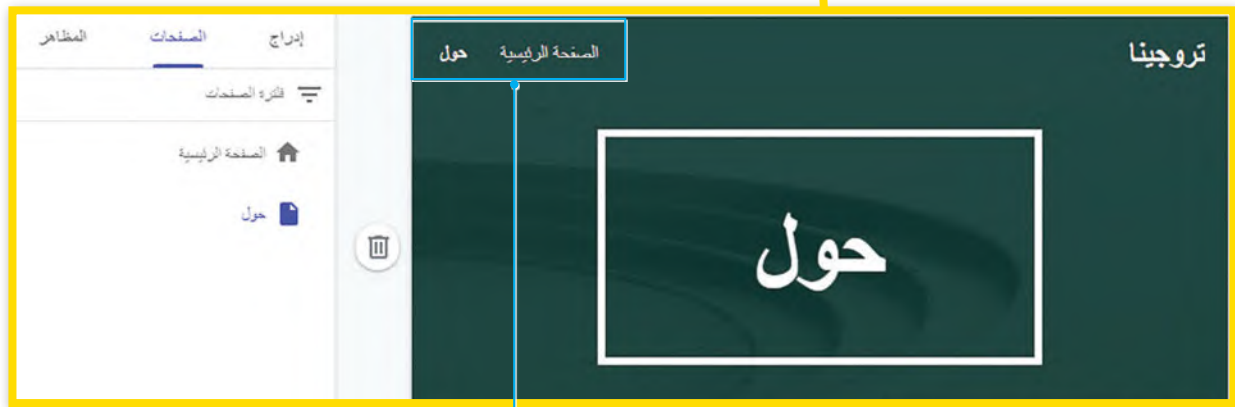 تروجينا
الصفحة الرئيسية حول
حول
إدراج الصفحات المظاهر
فلترة الصفحات
الصفحة الرئيسية
حول